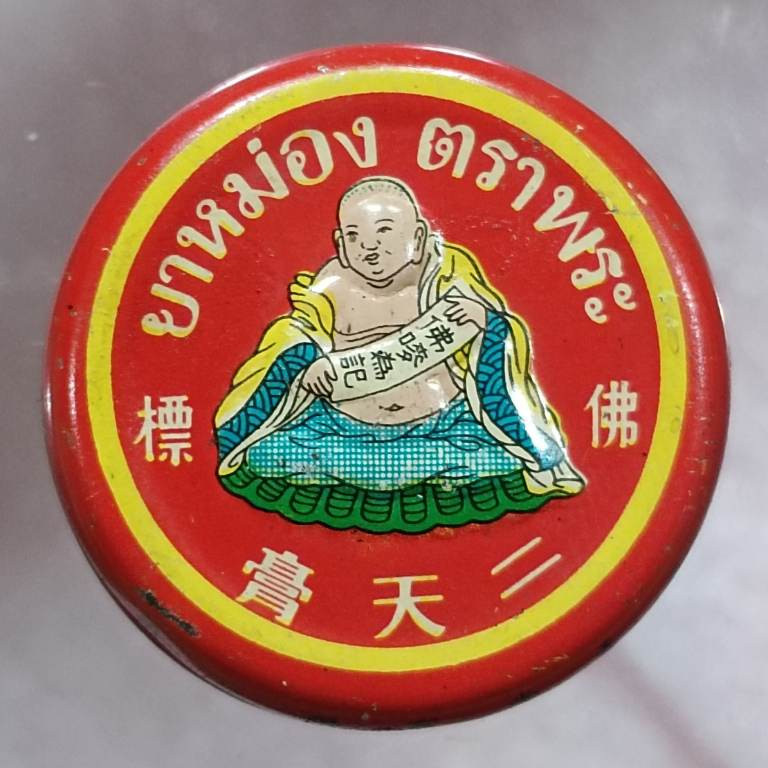 ยาหม่อง ตราพระ
佛標
二天膏
佛嘜為記